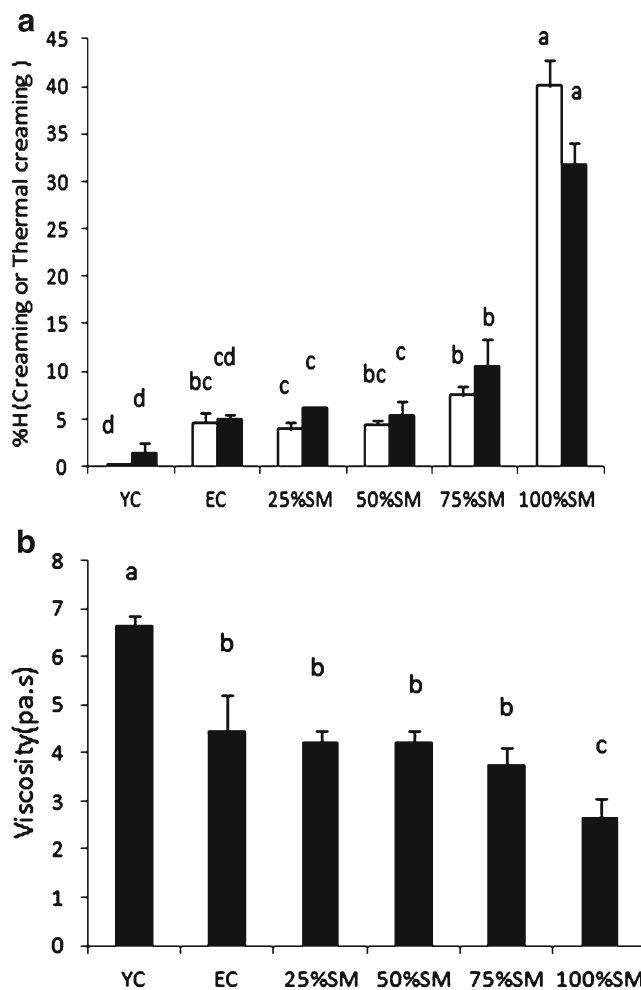 a
%H(Creaming or Thermal creaming )
45
40
35
30
25
20
15
10
5
0
d
d
bc
cd
c
c
bc
c
b
b
a
a
YC EC 25%SM 50%SM 75%SM 100%SM
b
Viscosity(pa.s)
8
7
6
5
4
3
2
1
0
a
b
b
b
b
c
YC EC 25%SM 50%SM 75%SM 100%SM